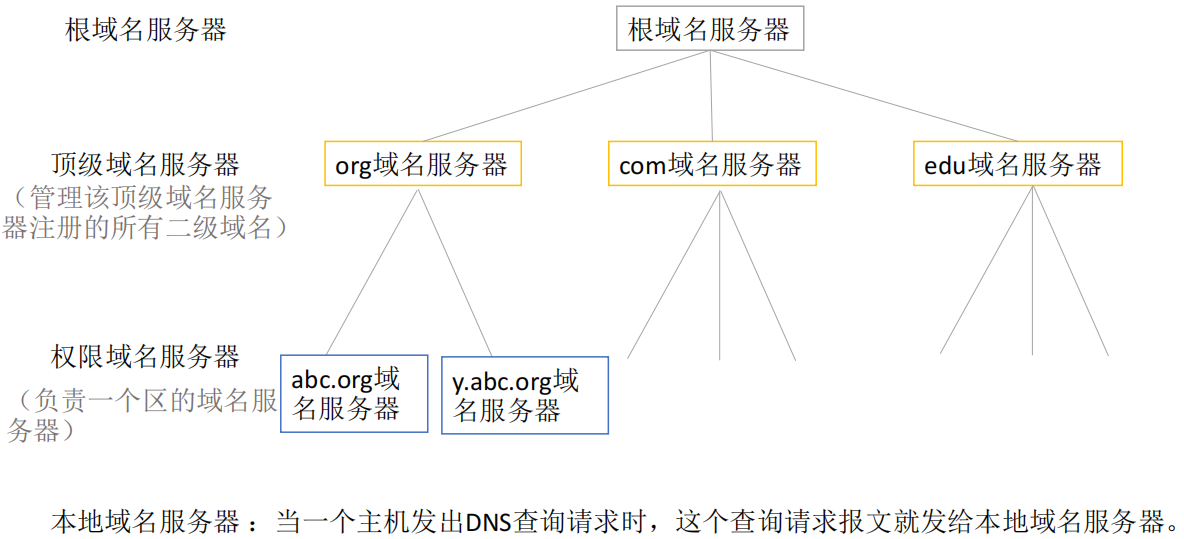 根域名服务器
根域名服务器
顶级域名服务器
（管理该顶级域名服务
器注册的所有二级域名）
org域名服务器
com域名服务器
edu域名服务器
权限域名服务器
（负责一个区的域名服
务器）
abc.org域
名服务器
y.abc.org域
名服务器
本地域名服务器：当一个主机发出DNS查询请求时，这个查询请求报文就发给本地域名服务器。